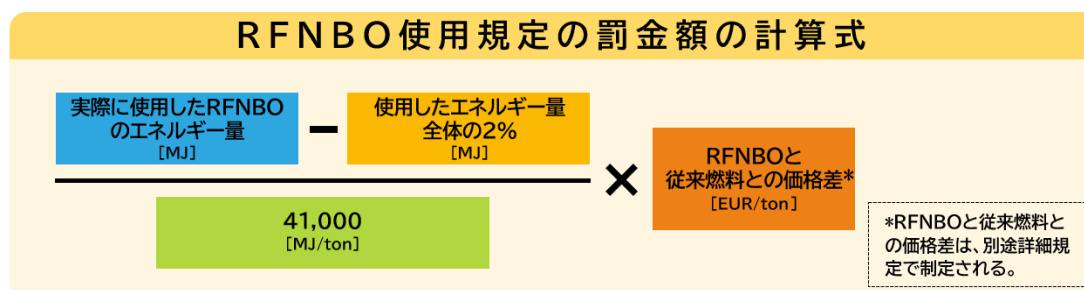 RFNBO使用規定の罰金額の計算式
実際に使用したRFNBO
のエネルギー量
[MJ]
−
使用したエネルギー量
全体の2%
[MJ]
41,000
[MJ/ton]
×
RFNBOと
従来燃料との価格差*
[EUR/ton]
*RFNBOと従来燃料と
の価格差は、別途詳細規
定で制定される。